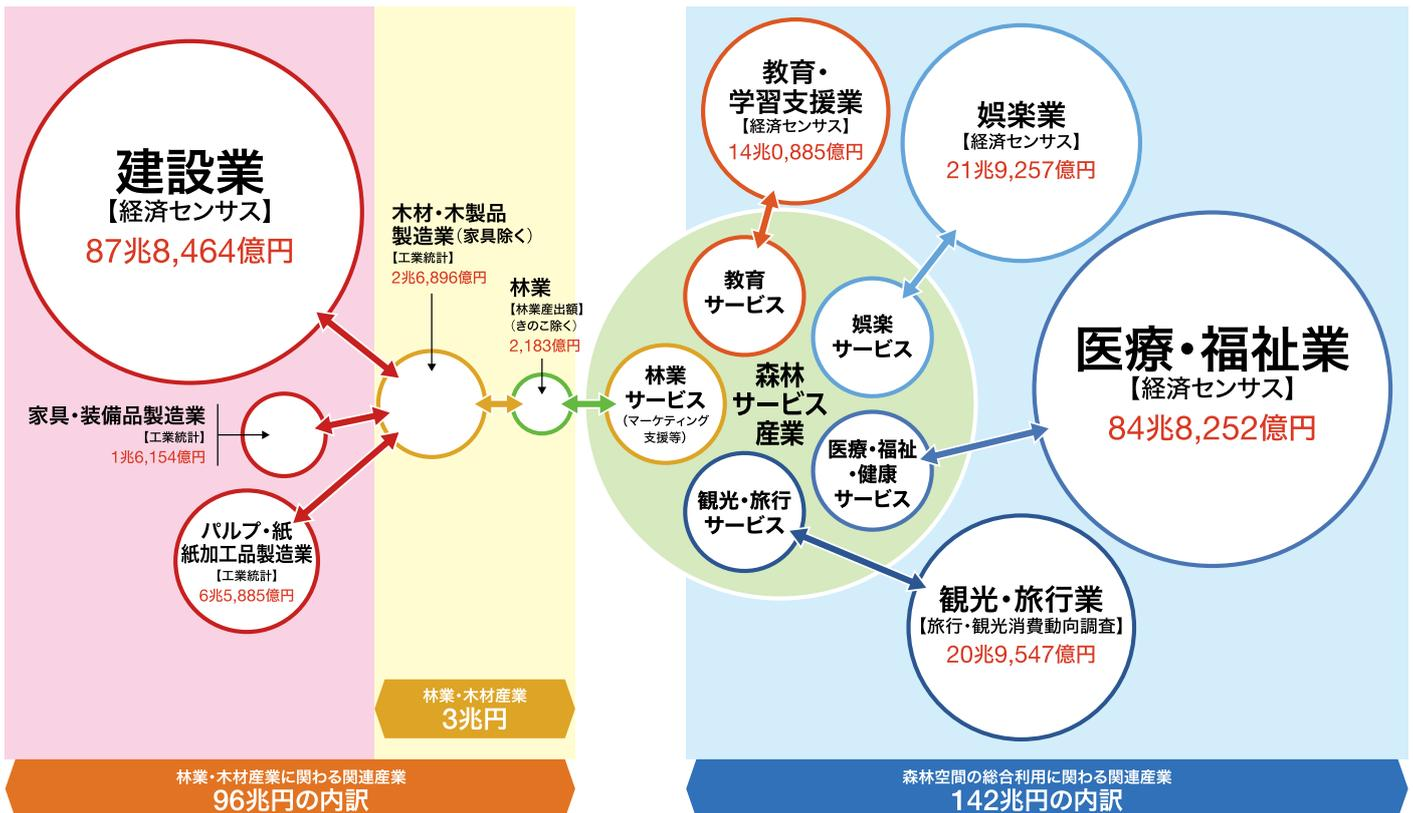 建設業
【経済センサス】
87兆8,464億円
家具・装備品製造業
【工業統計】
1兆6,154億円
パルプ・紙
紙加工品製造業
【工業統計】
6兆5,885億円
木材・木製品
製造業（家具除く）
【工業統計】
2兆6,896億円
林業
【林業産出額】
（きのこ除く）
2,183億円
林業・木材産業
3兆円
林業・木材産業に関わる関連産業
96兆円の内訳
教育・
学習支援業
【経済センサス】
14兆0,885億円
娯楽業
【経済センサス】
21兆9,257億円
医療・福祉業
【経済センサス】
84兆8,252億円
観光・旅行業
【旅行・観光消費動向調査】
20兆9,547億円
教育
サービス
娯楽
サービス
林業
サービス
（マーケティング
支援等）
森林
サービス
産業
医療・福祉
・健康
サービス
観光・旅行
サービス
森林空間の総合利用に関わる関連産業
142兆円の内訳